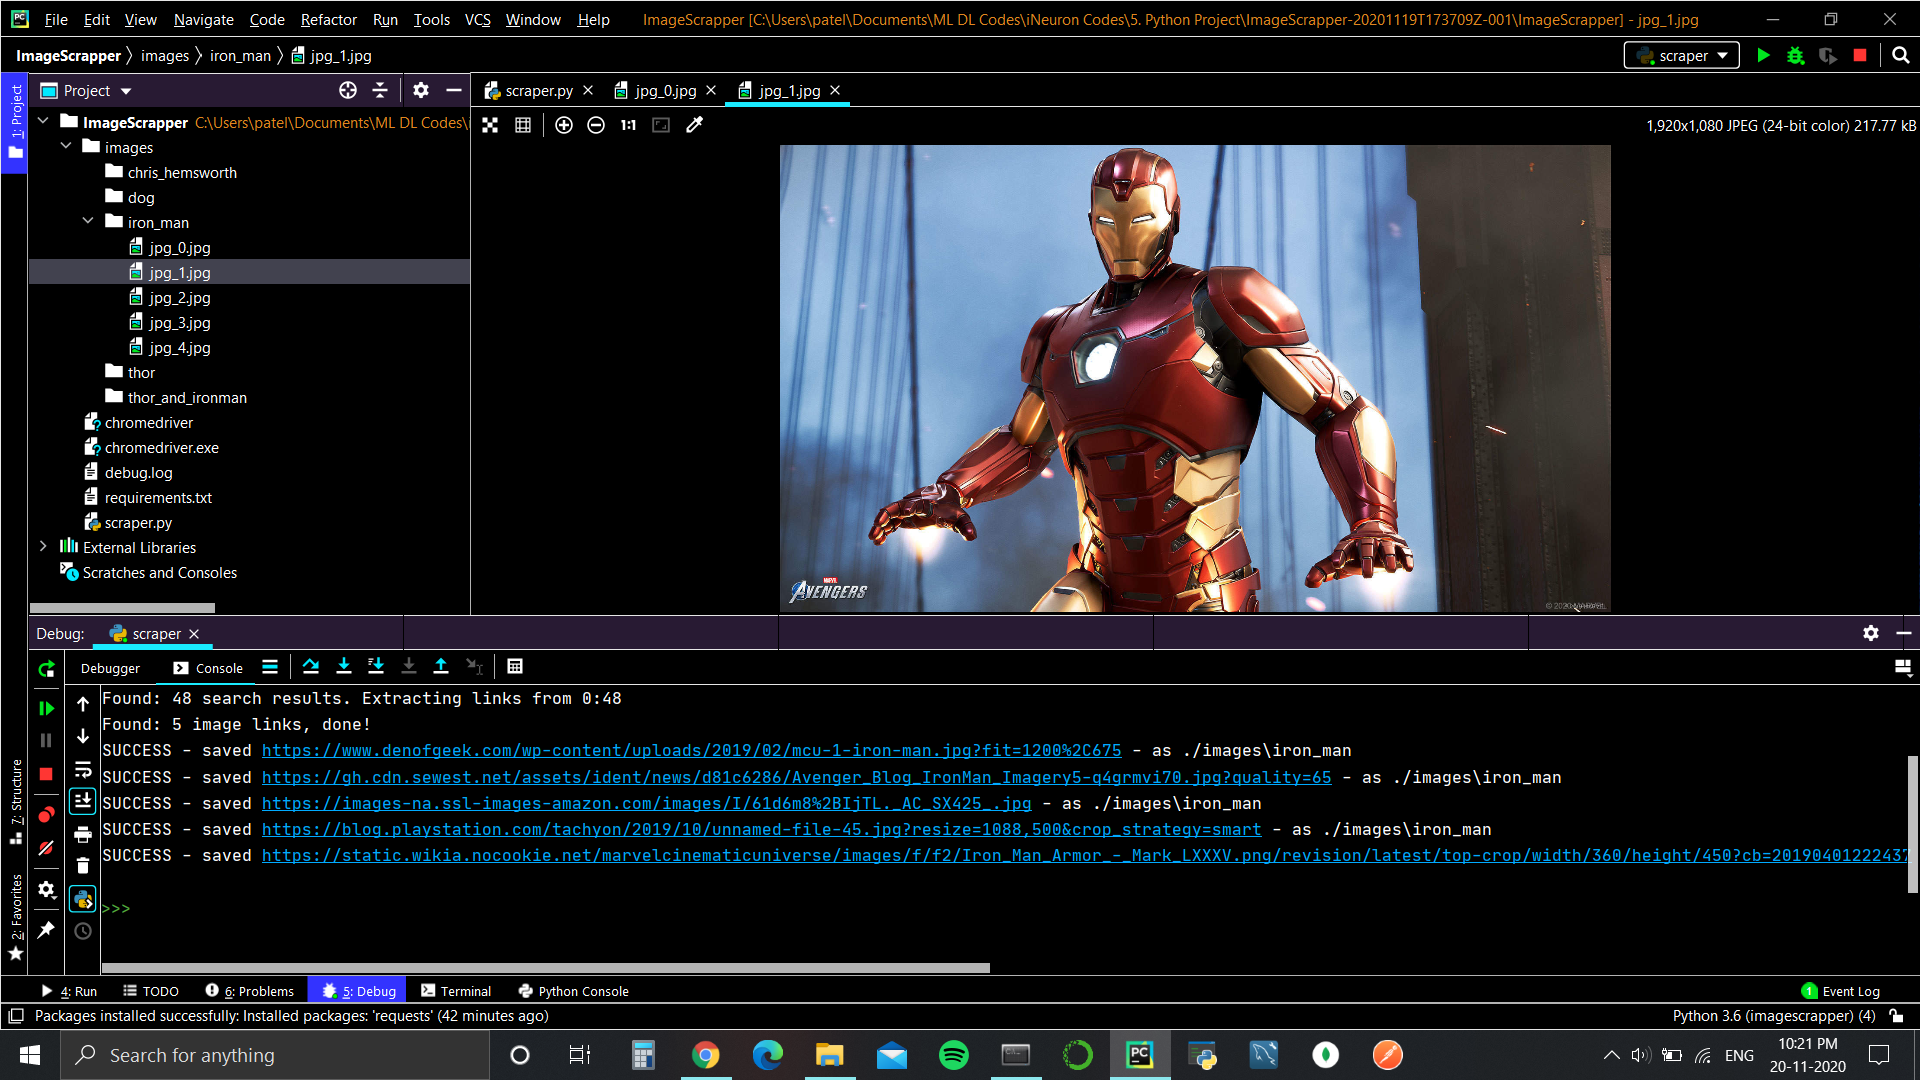 File Edit View Navigate Code Refactor Run Tools VCS Window Help ImageScrapper [C:\Users\patel\Documents\ML DL Codes\iNeuron Codes\5. Python Project\ImageScrapper-20201119T173709Z-001\ImageScrapper] - jpg_1.jpg
ImageScrapper images iron_man jpg_1.jpg scraper
1: Project
Project scraper.py jpg_0.jpg jpg_1.jpg
ImageScrapper C:\Users\patel\Documents\ML DL Codes\
1:1 1,920x1,080 JPEG (24-bit color) 217.77 kB
images
chris_hemsworth
dog
iron_man
jpg_0.jpg
jpg_1.jpg
jpg_2.jpg
jpg_3.jpg
jpg_4.jpg
thor
thor_and_ironman
chromedriver
chromedriver.exe
debug.log
requirements.txt
scraper.py
External Libraries
Scratches and Consoles
MARVEL
AVENGERS
Debug: scraper
Debugger Console
Found: 48 search results. Extracting links from 0:48
Found: 5 image links, done!
SUCCESS - saved https://www.denofgeek.com/wp-content/uploads/2019/02/mcu-1-iron-man.jpg?fit=1200%2C675 - as ./images\iron_man
SUCCESS - saved https://gh.cdn.sewest.net/assets/ident/news/d81c6286/Avenger_Blog_IronMan_Imagery5-q4grmvi70.jpg?quality=65 - as ./images\iron_man
SUCCESS - saved https://images-na.ssl-images-amazon.com/images/I/61d6m8%2BIjTL._AC_SX425_.jpg - as ./images\iron_man
SUCCESS - saved https://blog.playstation.com/tachyon/2019/10/unnamed-file-45.jpg?resize=1088,500&crop_strategy=smart - as ./images\iron_man
SUCCESS - saved https://static.wikia.nocookie.net/marvelcinematicuniverse/images/f/f2/Iron_Man_Armor_-_Mark_LXXXV.png/revision/latest/top-crop/width/360/height/450?cb=20190401222437
>>>
7: Structure
2: Favorites
4: Run TODO 6: Problems 5: Debug Terminal Python Console 1 Event Log
Packages installed successfully: Installed packages: 'requests' (42 minutes ago) Python 3.6 (imagescrapper) (4)
Search for anything ENG 10:21 PM
20-11-2020